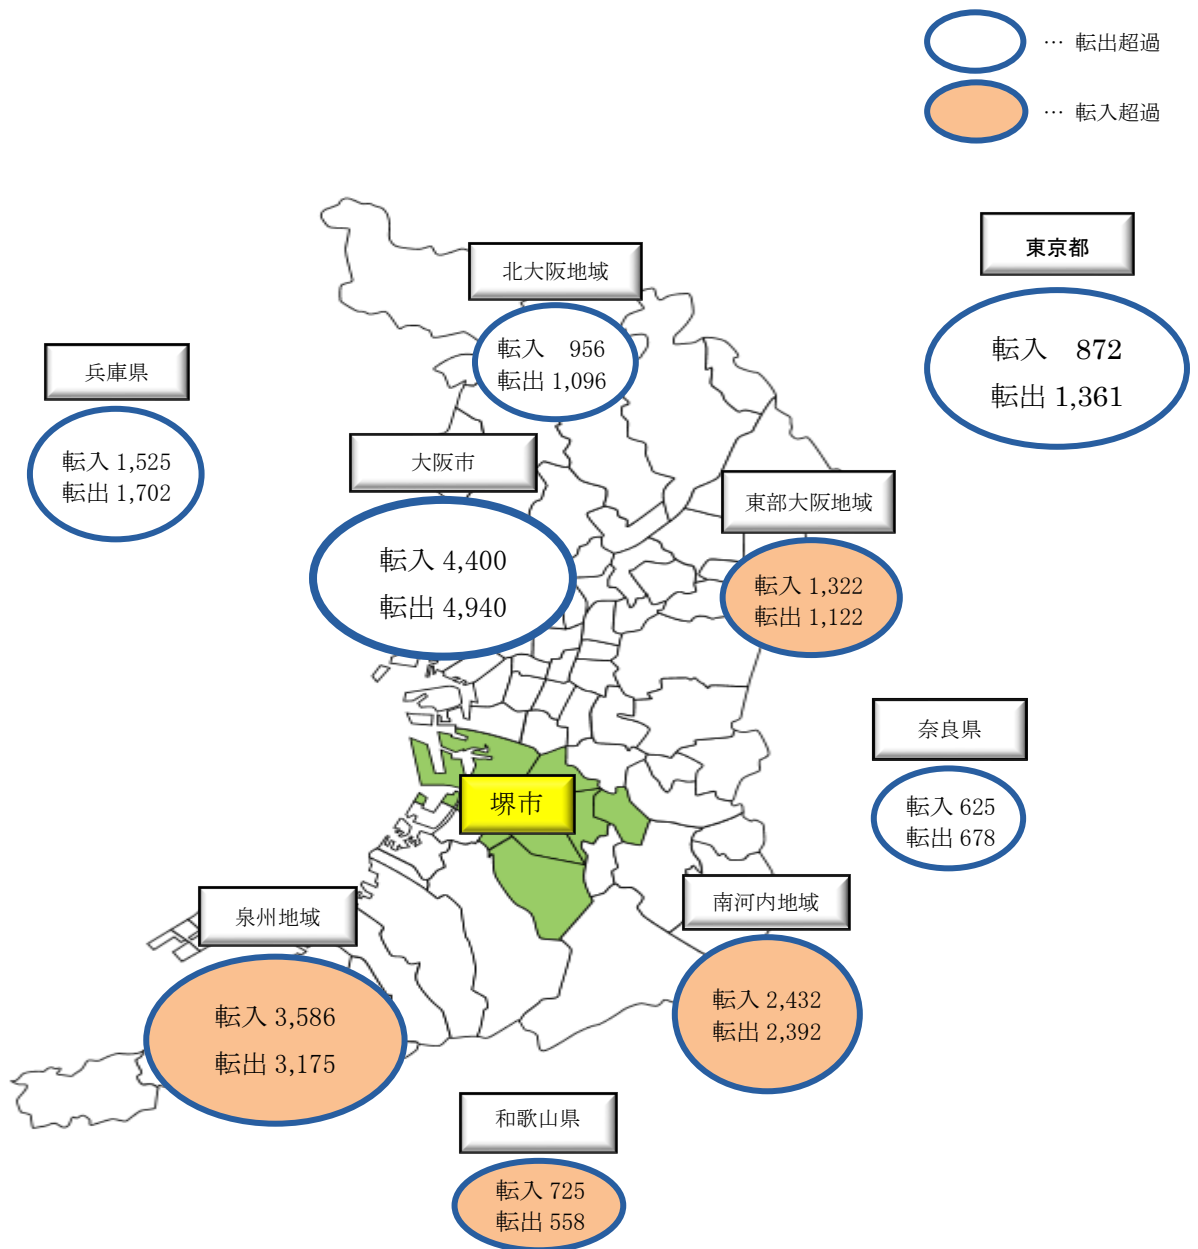 … 転出超過
… 転入超過
東京都
転入　872
転出 1,361
北大阪地域
転入　956
転出 1,096
兵庫県
転入 1,525
転出 1,702
大阪市
転入 4,400
転出 4,940
東部大阪地域
転入 1,322
転出 1,122
奈良県
転入 625
転出 678
堺市
泉州地域
転入 3,586
転出 3,175
南河内地域
転入 2,432
転出 2,392
和歌山県
転入 725
転出 558